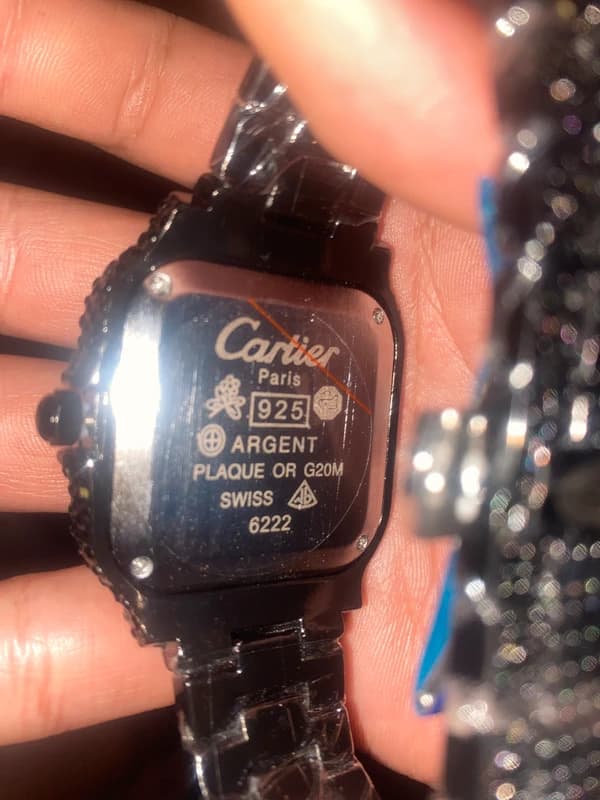 Cartier
Paris
925
ARGENT
PLAQUE OR G20M
SWISS
6222